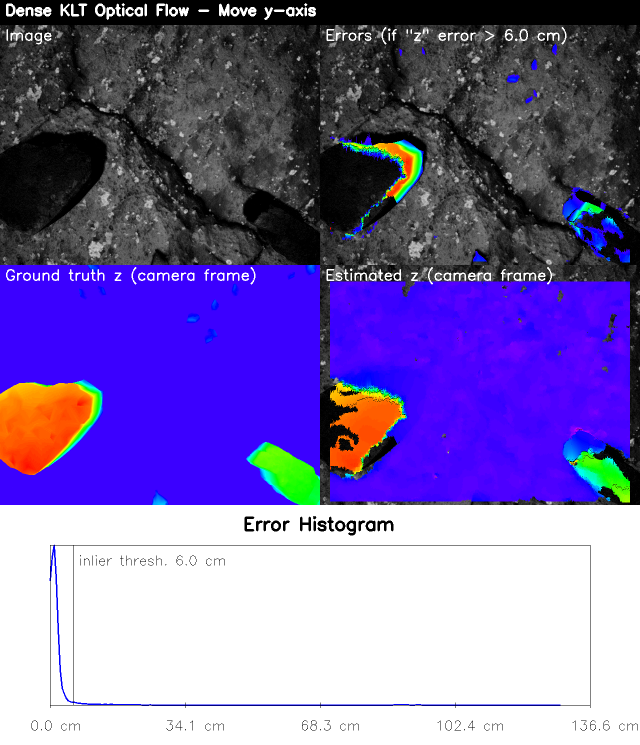 Dense KLT Optical Flow - Move y-axis
Image
Errors (if "z" error > 6.0 cm)
Ground truth z (camera frame)
Estimated z (camera frame)
Error Histogram
inlier thresh. 6.0 cm
0.0 cm 34.1 cm 68.3 cm 102.4 cm 136.6 cm